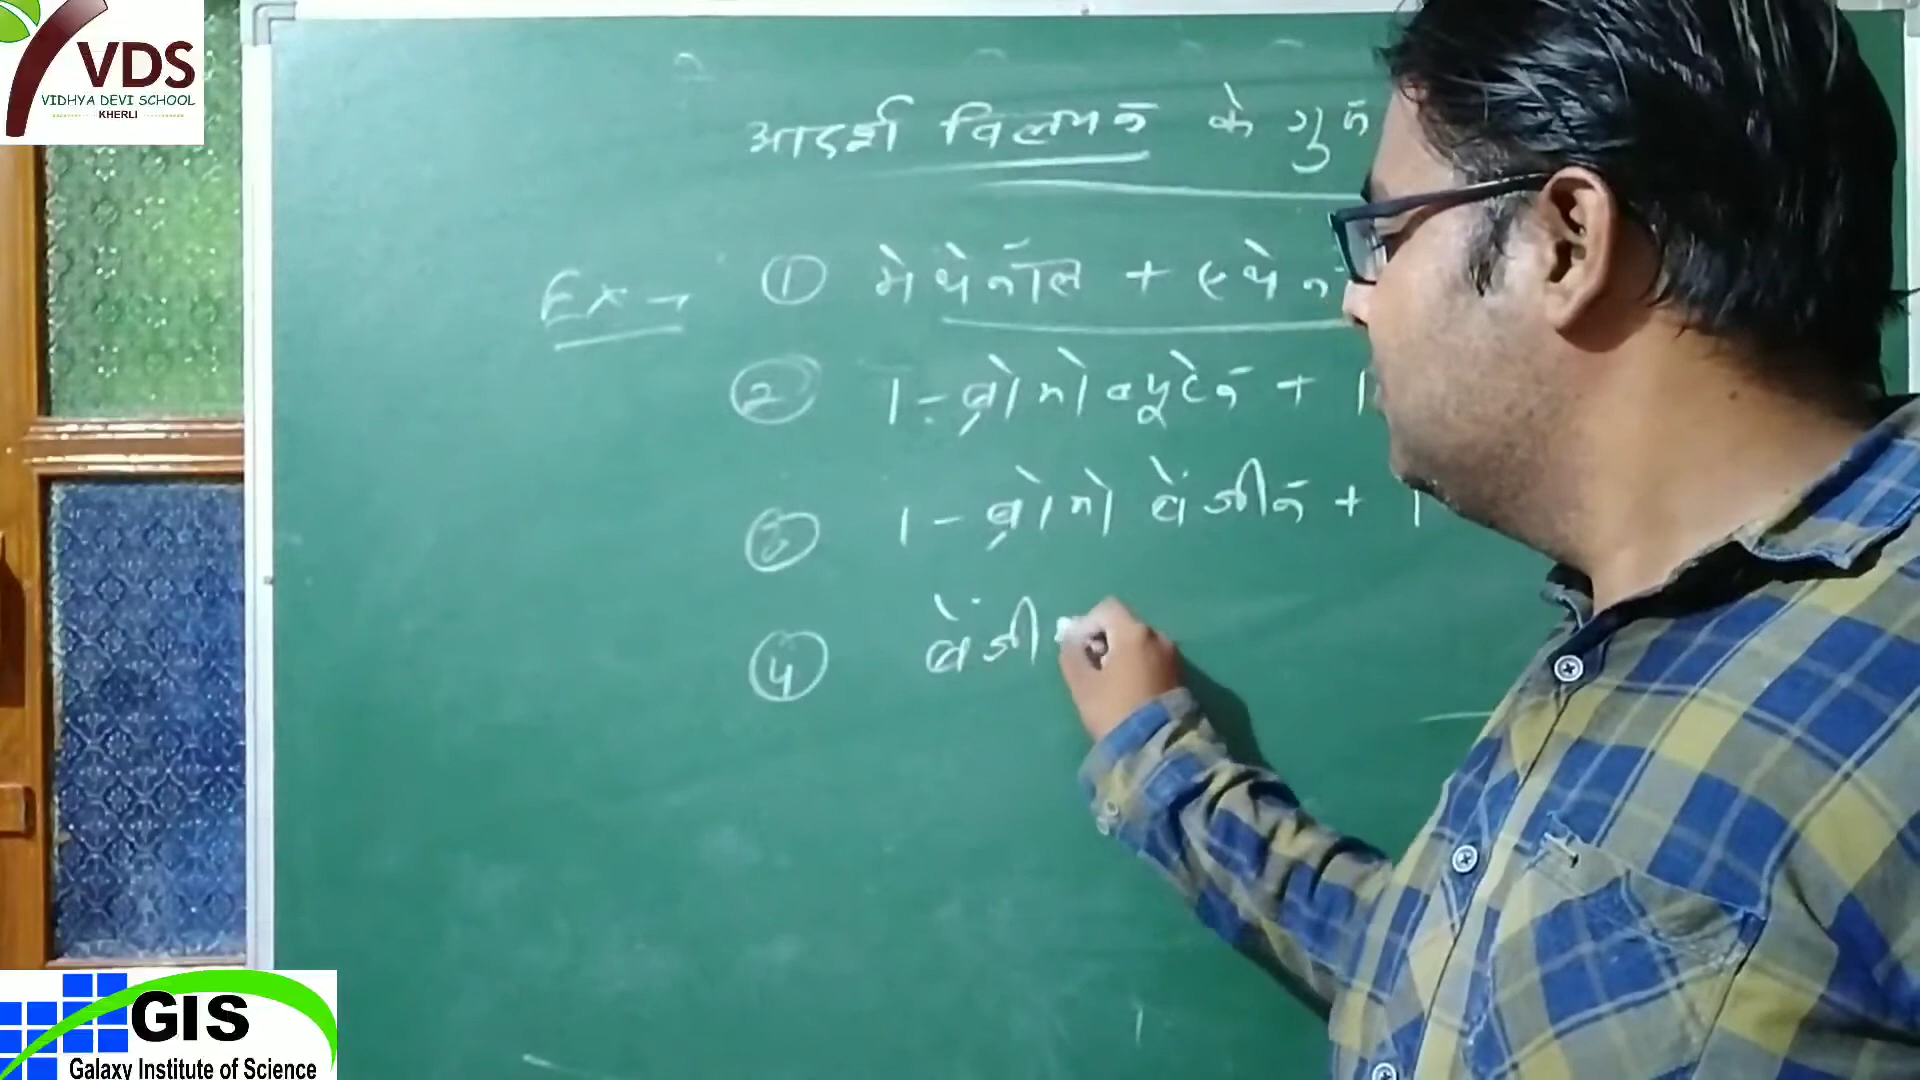 VDS
VIDHYA DEVI SCHOOL
KHERLI
आदर्श विलयन के गुण
Ex → ① मेथेनॉल + एथेन
② 1-ब्रोमो ब्यूटेन + 1
③ 1-ब्रोमो बेंजीन + 1
④ बेंजी
GIS
Galaxy Institute of Science